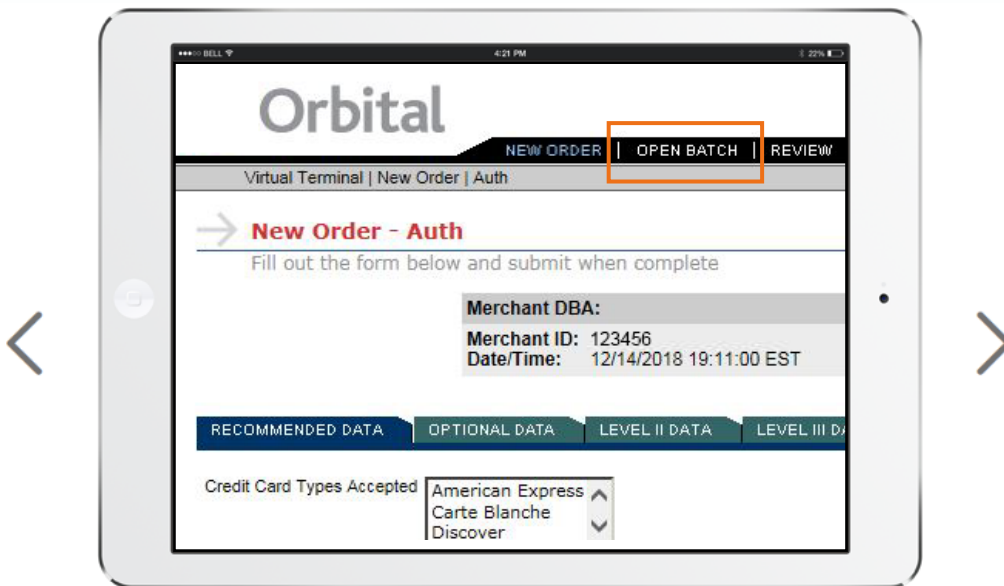 BELL 4:21 PM 22%
Orbital
NEW ORDER | OPEN BATCH | REVIEW
Virtual Terminal | New Order | Auth
New Order - Auth
Fill out the form below and submit when complete
Merchant DBA:
Merchant ID: 123456
Date/Time: 12/14/2018 19:11:00 EST
RECOMMENDED DATA OPTIONAL DATA LEVEL II DATA LEVEL III
Credit Card Types Accepted American Express
Carte Blanche
Discover